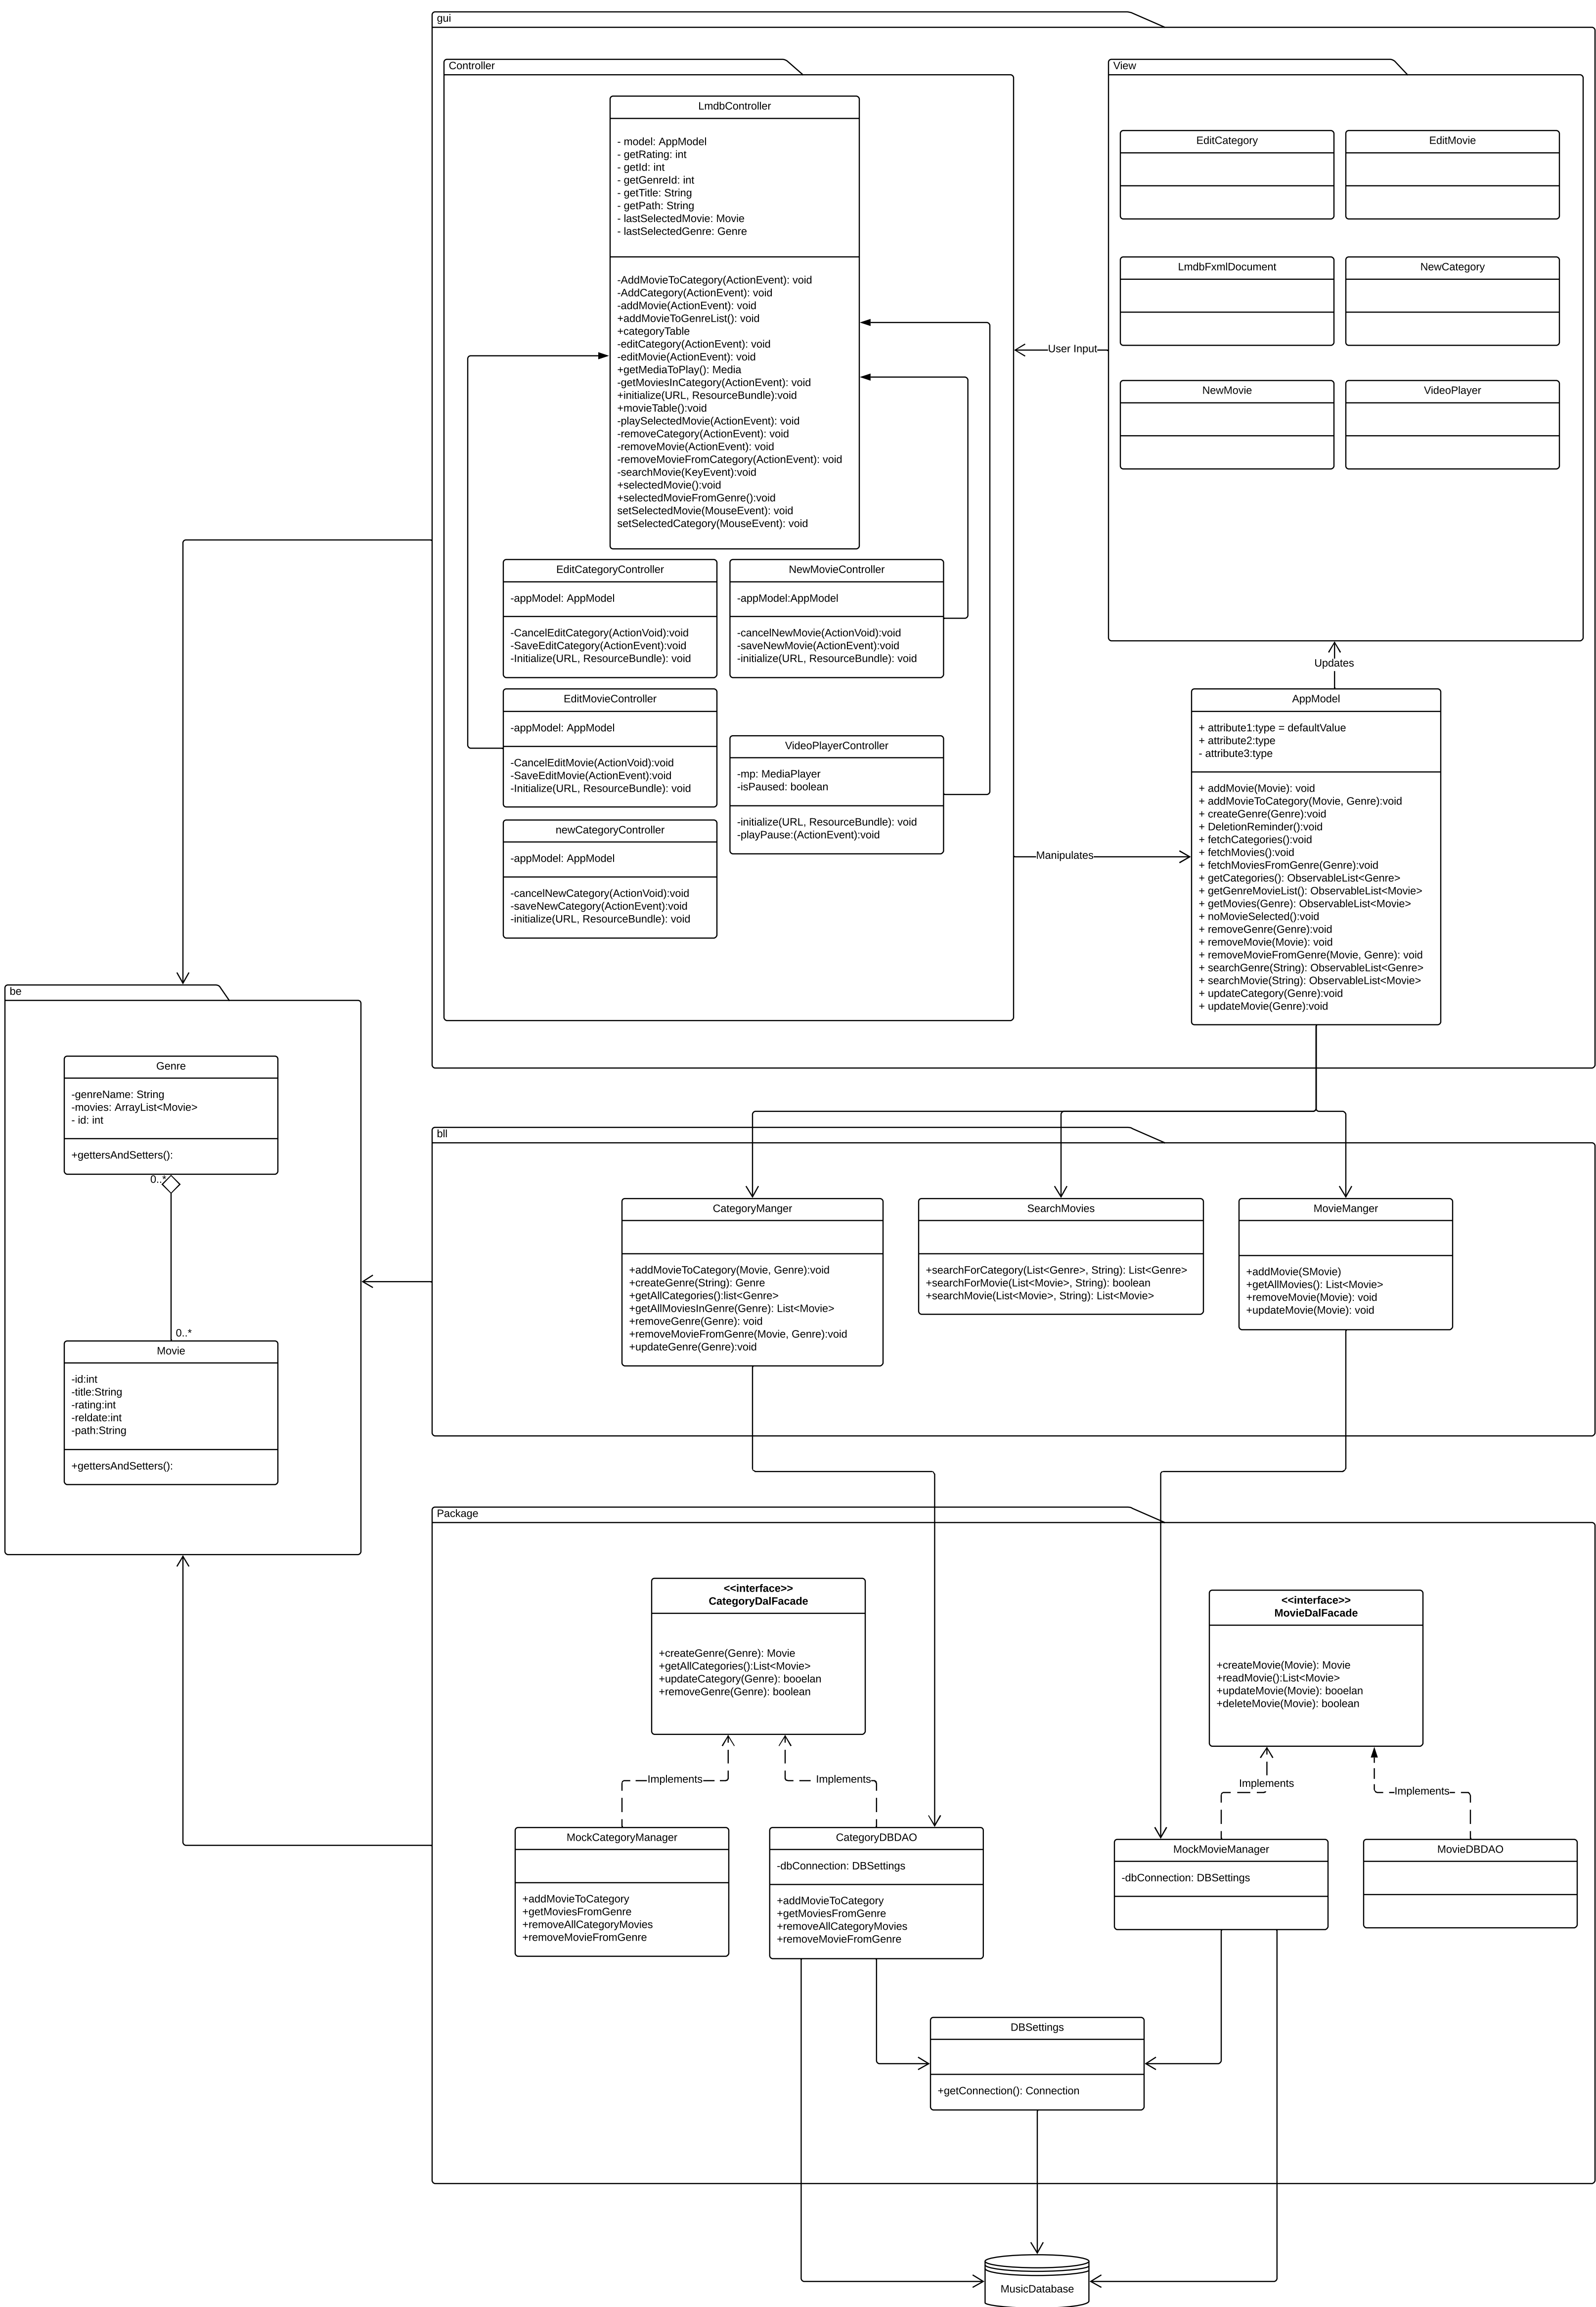 gui
Controller
LmdbController
- model: AppModel
- getRating: int
- getId: int
- getGenreId: int
- getTitle: String
- getPath: String
- lastSelectedMovie: Movie
- lastSelectedGenre: Genre
-AddMovieToCategory(ActionEvent): void
-AddCategory(ActionEvent): void
-addMovie(ActionEvent): void
+addMovieToGenreList(): void
+categoryTable
-editCategory(ActionEvent): void
-editMovie(ActionEvent): void
+getMediaToPlay(): Media
-getMoviesInCategory(ActionEvent): void
+initialize(URL, ResourceBundle):void
+movieTable():void
-playSelectedMovie(ActionEvent): void
-removeCategory(ActionEvent): void
-removeMovie(ActionEvent): void
-removeMovieFromCategory(ActionEvent): void
-searchMovie(KeyEvent):void
+selectedMovie():void
+selectedMovieFromGenre():void
setSelectedMovie(MouseEvent): void
setSelectedCategory(MouseEvent): void
EditCategoryController
-appModel: AppModel
-CancelEditCategory(ActionVoid):void
-SaveEditCategory(ActionEvent):void
-Initialize(URL, ResourceBundle): void
NewMovieController
-appModel:AppModel
-cancelNewMovie(ActionVoid):void
-saveNewMovie(ActionEvent):void
-initialize(URL, ResourceBundle): void
EditMovieController
-appModel: AppModel
-CancelEditMovie(ActionVoid):void
-SaveEditMovie(ActionEvent):void
-Initialize(URL, ResourceBundle): void
VideoPlayerController
-mp: MediaPlayer
-isPaused: boolean
-initialize(URL, ResourceBundle): void
-playPause:(ActionEvent):void
newCategoryController
-appModel: AppModel
-cancelNewCategory(ActionVoid):void
-saveNewCategory(ActionEvent):void
-initialize(URL, ResourceBundle): void
User Input
Manipulates
View
EditCategory
EditMovie
LmdbFxmlDocument
NewCategory
NewMovie
VideoPlayer
Updates
AppModel
+ attribute1:type = defaultValue
+ attribute2:type
- attribute3:type
+ addMovie(Movie): void
+ addMovieToCategory(Movie, Genre):void
+ createGenre(Genre):void
+ DeletionReminder():void
+ fetchCategories():void
+ fetchMovies():void
+ fetchMoviesFromGenre(Genre):void
+ getCategories(): ObservableList<Genre>
+ getGenreMovieList(): ObservableList<Movie>
+ getMovies(Genre): ObservableList<Movie>
+ noMovieSelected():void
+ removeGenre(Genre):void
+ removeMovie(Movie): void
+ removeMovieFromGenre(Movie, Genre): void
+ searchGenre(String): ObservableList<Genre>
+ searchMovie(String): ObservableList<Movie>
+ updateCategory(Genre):void
+ updateMovie(Genre):void
be
Genre
-genreName: String
-movies: ArrayList<Movie>
- id: int
+gettersAndSetters():
0..*
0..*
Movie
-id:int
-title:String
-rating:int
-reldate:int
-path:String
+gettersAndSetters():
bll
CategoryManger
+addMovieToCategory(Movie, Genre):void
+createGenre(String): Genre
+getAllCategories():list<Genre>
+getAllMoviesInGenre(Genre): List<Movie>
+removeGenre(Genre): void
+removeMovieFromGenre(Movie, Genre):void
+updateGenre(Genre):void
SearchMovies
+searchForCategory(List<Genre>, String): List<Genre>
+searchForMovie(List<Movie>, String): boolean
+searchMovie(List<Movie>, String): List<Movie>
MovieManger
+addMovie(SMovie)
+getAllMovies(): List<Movie>
+removeMovie(Movie): void
+updateMovie(Movie): void
Package
<<interface>>
CategoryDalFacade
+createGenre(Genre): Movie
+getAllCategories():List<Movie>
+updateCategory(Genre): booelan
+removeGenre(Genre): boolean
<<interface>>
MovieDalFacade
+createMovie(Movie): Movie
+readMovie():List<Movie>
+updateMovie(Movie): booelan
+deleteMovie(Movie): boolean
Implements
Implements
Implements
Implements
MockCategoryManager
+addMovieToCategory
+getMoviesFromGenre
+removeAllCategoryMovies
+removeMovieFromGenre
CategoryDBDAO
-dbConnection: DBSettings
+addMovieToCategory
+getMoviesFromGenre
+removeAllCategoryMovies
+removeMovieFromGenre
MockMovieManager
-dbConnection: DBSettings
MovieDBDAO
DBSettings
+getConnection(): Connection
MusicDatabase